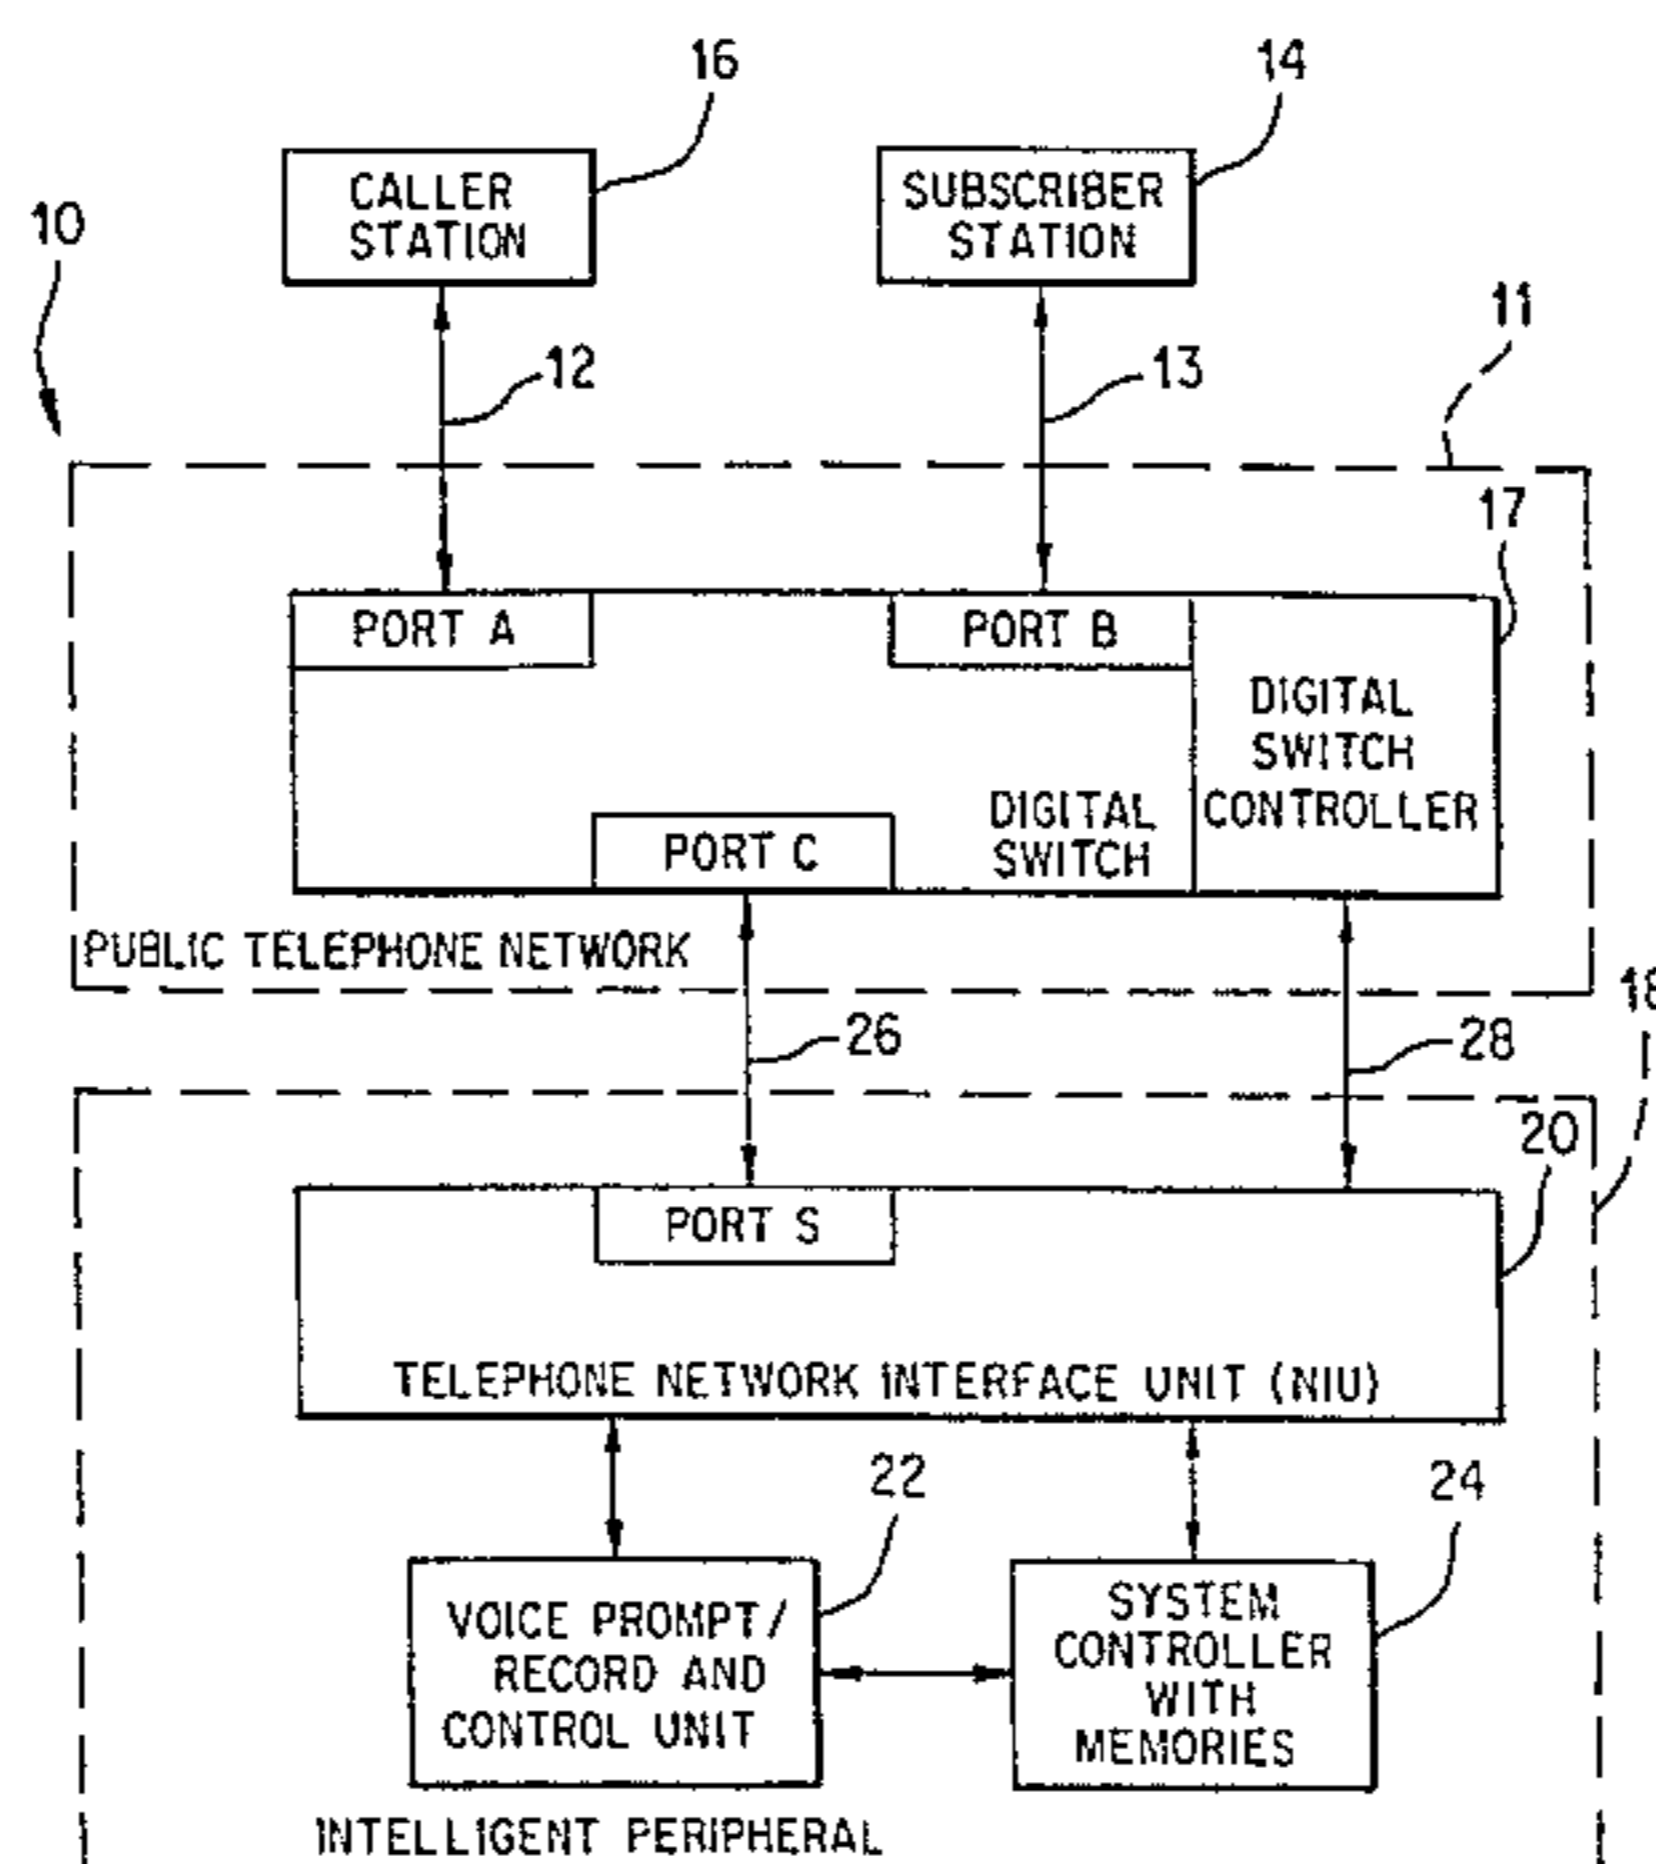 16
14
CALLER
STATION
SUBSCRIBER
STATION
10
11
12
13
17
PORT A
PORT B
DIGITAL
SWITCH
CONTROLLER
DIGITAL
SWITCH
PORT C
PUBLIC TELEPHONE NETWORK
18
26
28
20
PORT S
TELEPHONE NETWORK INTERFACE UNIT (NIU)
22
24
VOICE PROMPT/
RECORD AND
CONTROL UNIT
SYSTEM
CONTROLLER
WITH
MEMORIES
INTELLIGENT PERIPHERAL